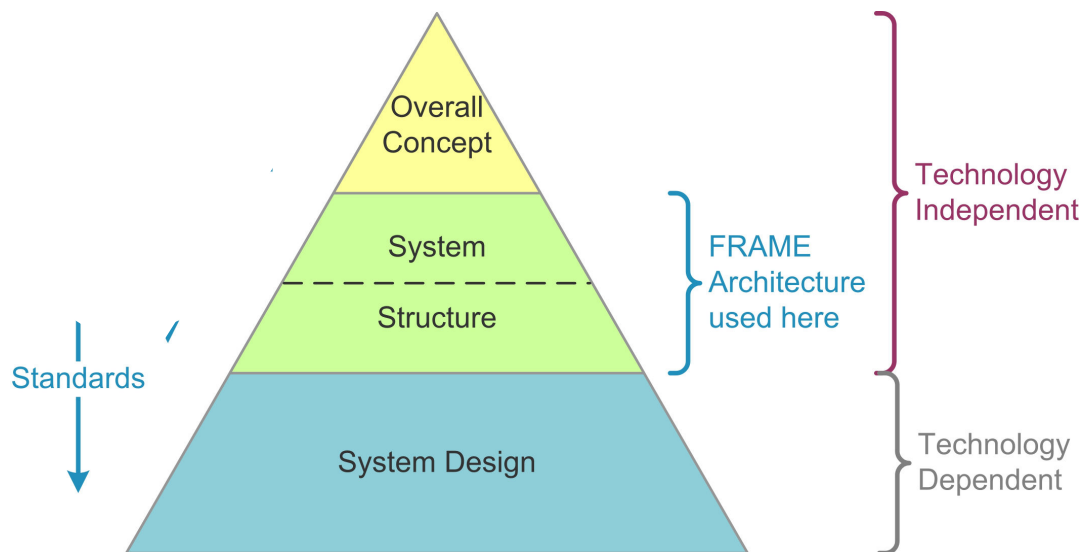 Overall
Concept
System
Structure
System Design
Standards
FRAME
Architecture
used here
Technology
Independent
Technology
Dependent